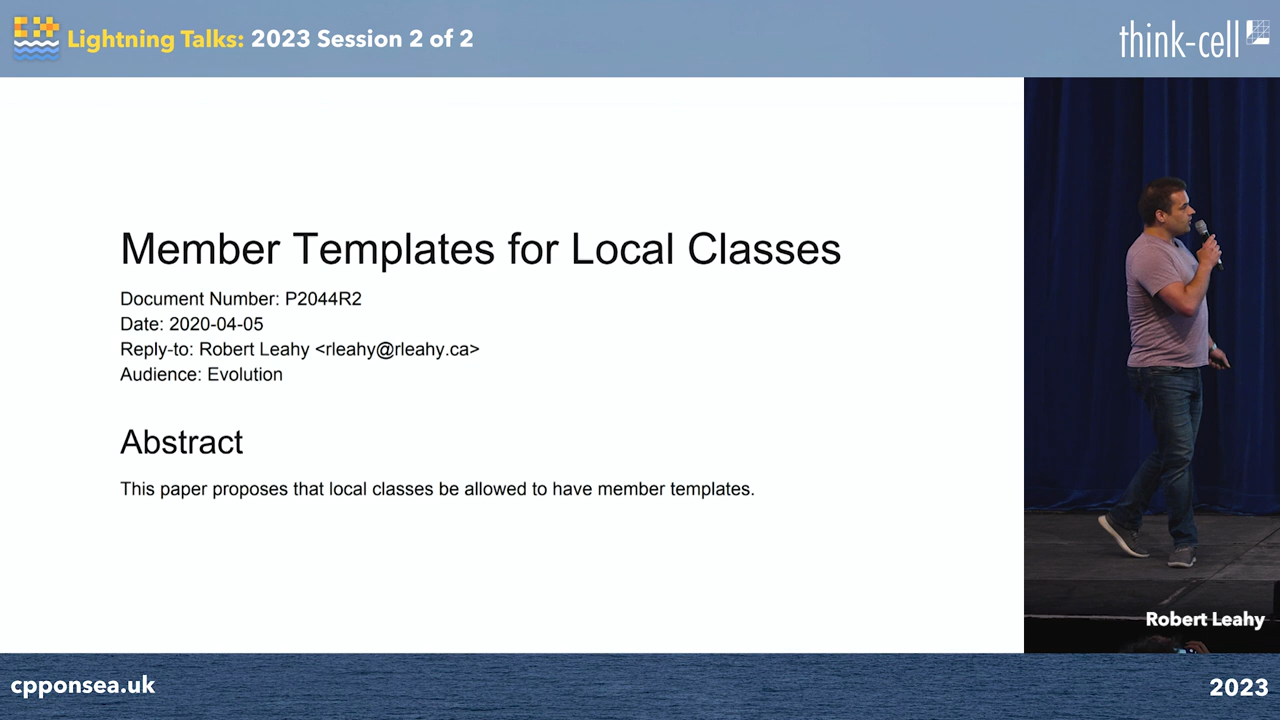 Lightning Talks: 2023 Session 2 of 2
think-cell
Member Templates for Local Classes
Document Number: P2044R2
Date: 2020-04-05
Reply-to: Robert Leahy <rleahy@rleahy.ca>
Audience: Evolution
Abstract
This paper proposes that local classes be allowed to have member templates.
Robert Leahy
cpponsea.uk
2023